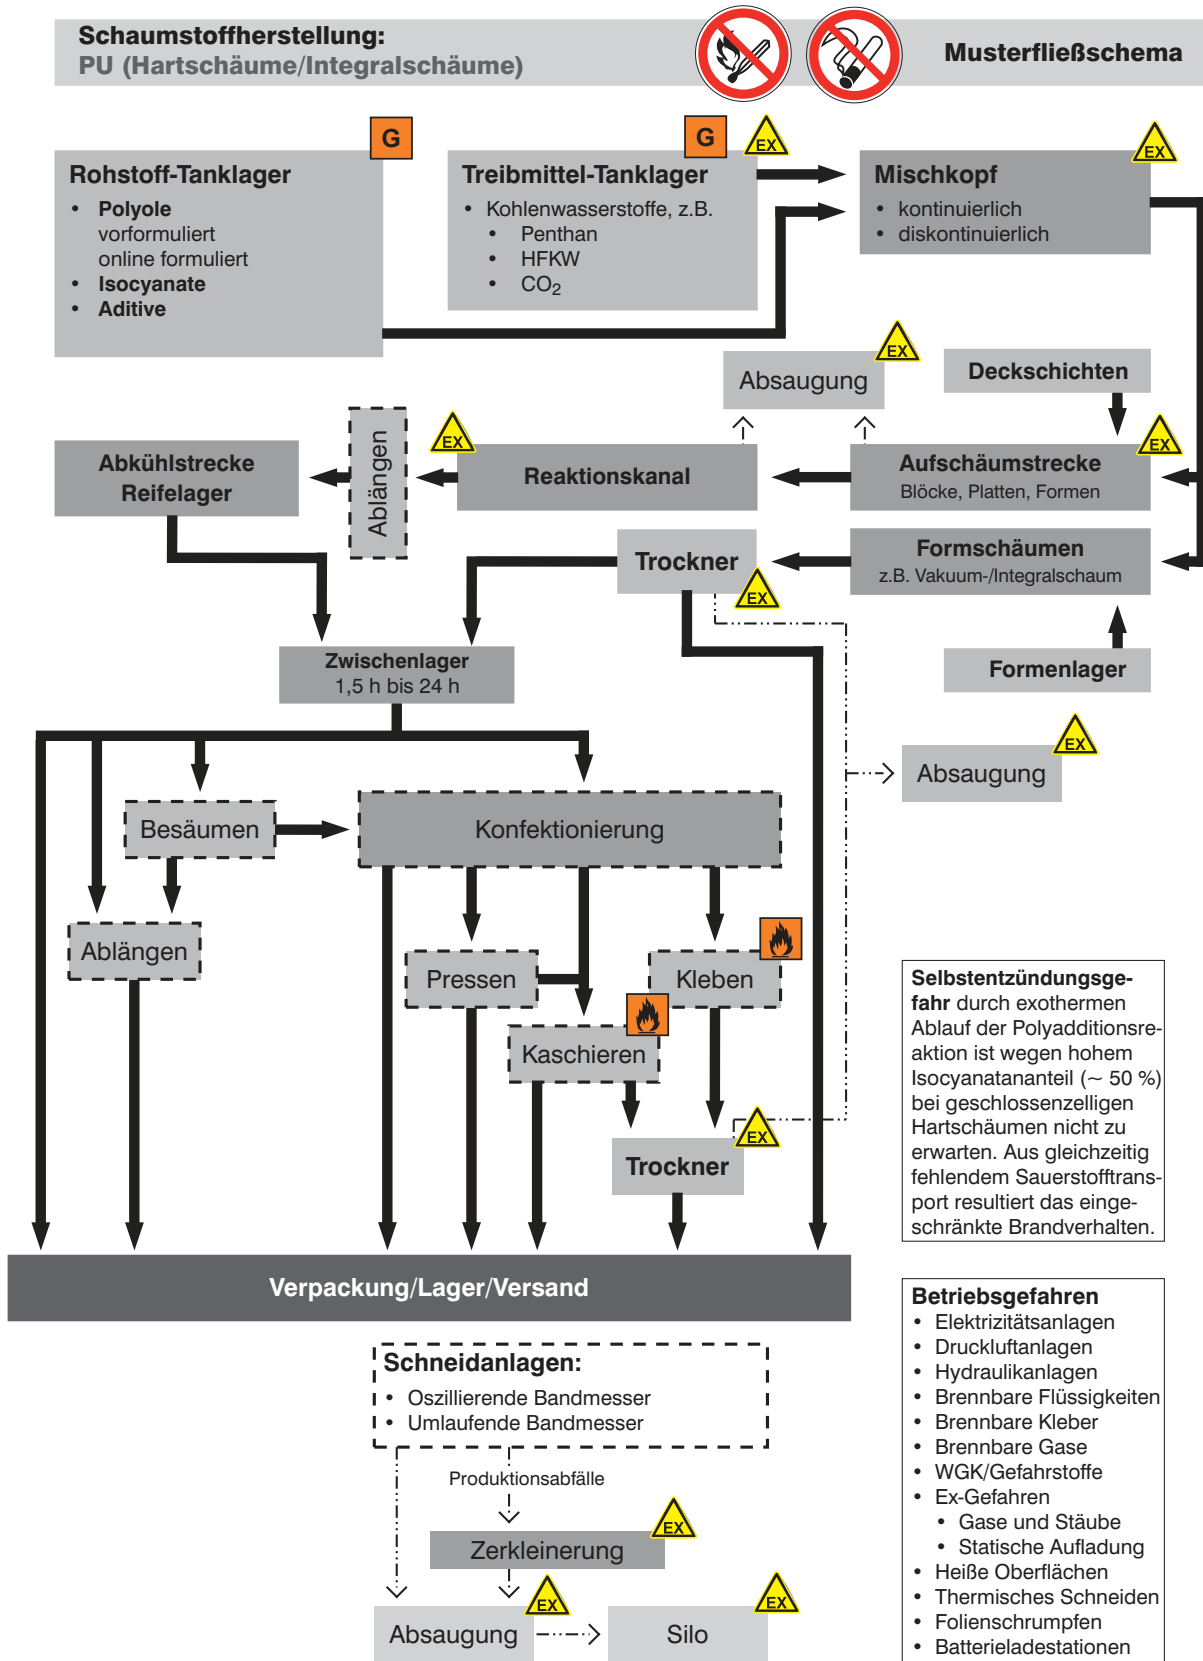 Schaumstoffherstellung:
PU (Hartschäume/Integralschäume)
Musterfließschema
G
Rohstoff-Tanklager
• Polyole
vorformuliert
online formuliert
• Isocyanate
• Aditive
G
EX
Treibmittel-Tanklager
• Kohlenwasserstoffe, z.B.
• Penthan
• HFKW
• CO₂
EX
Mischkopf
• kontinuierlich
• diskontinuierlich
EX
Absaugung
Deckschichten
Abkühlstrecke
Reifelager
Ablängen
EX
Reaktionskanal
EX
Aufschäumstrecke
Blöcke, Platten, Formen
Trockner
EX
Formschäumen
z.B. Vakuum-/Integralschaum
Zwischenlager
1,5 h bis 24 h
Formenlager
EX
Absaugung
Besäumen
Konfektionierung
Ablängen
Pressen
Kleben
Kaschieren
EX
Trockner
Selbstentzündungsge-
fahr durch exothermen
Ablauf der Polyadditionsre-
aktion ist wegen hohem
Isocyanatananteil (~ 50 %)
bei geschlossenzelligen
Hartschäumen nicht zu
erwarten. Aus gleichzeitig
fehlendem Sauerstofftrans-
port resultiert das einge-
schränkte Brandverhalten.
Verpackung/Lager/Versand
Betriebsgefahren
• Elektrizitätsanlagen
• Druckluftanlagen
• Hydraulikanlagen
• Brennbare Flüssigkeiten
• Brennbare Kleber
• Brennbare Gase
• WGK/Gefahrstoffe
• Ex-Gefahren
• Gase und Stäube
• Statische Aufladung
• Heiße Oberflächen
• Thermisches Schneiden
• Folienschrumpfen
• Batterieladestationen
Schneidanlagen:
• Oszillierende Bandmesser
• Umlaufende Bandmesser
Produktionsabfälle
EX
Zerkleinerung
EX
Absaugung
EX
Silo